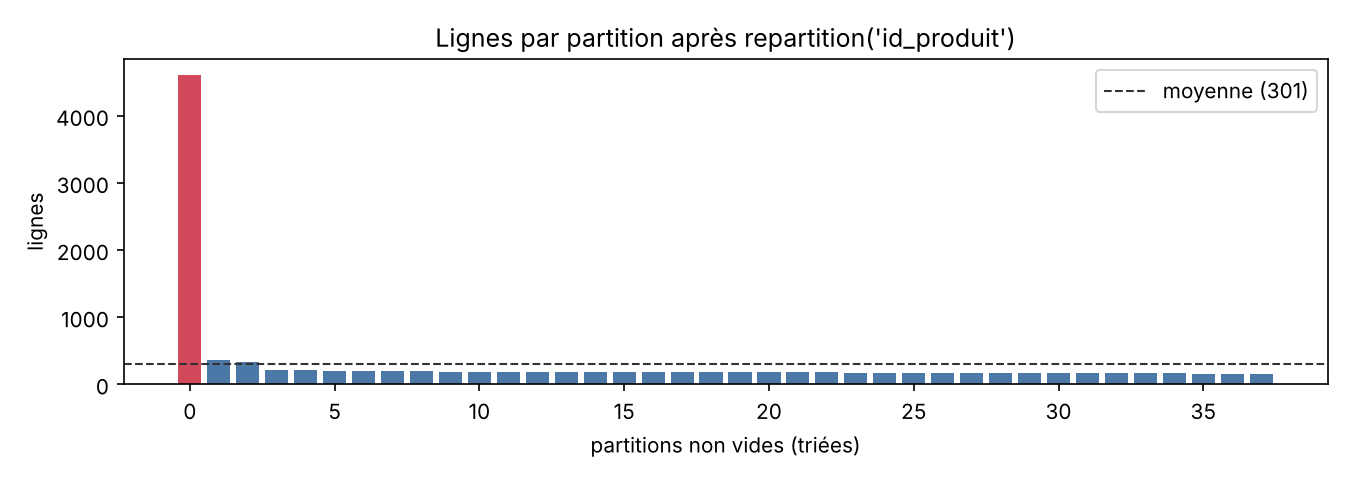 Lignes par partition après repartition('id_produit')
moyenne (301)
lignes
4000
3000
2000
1000
0
0 5 10 15 20 25 30 35
partitions non vides (triées)